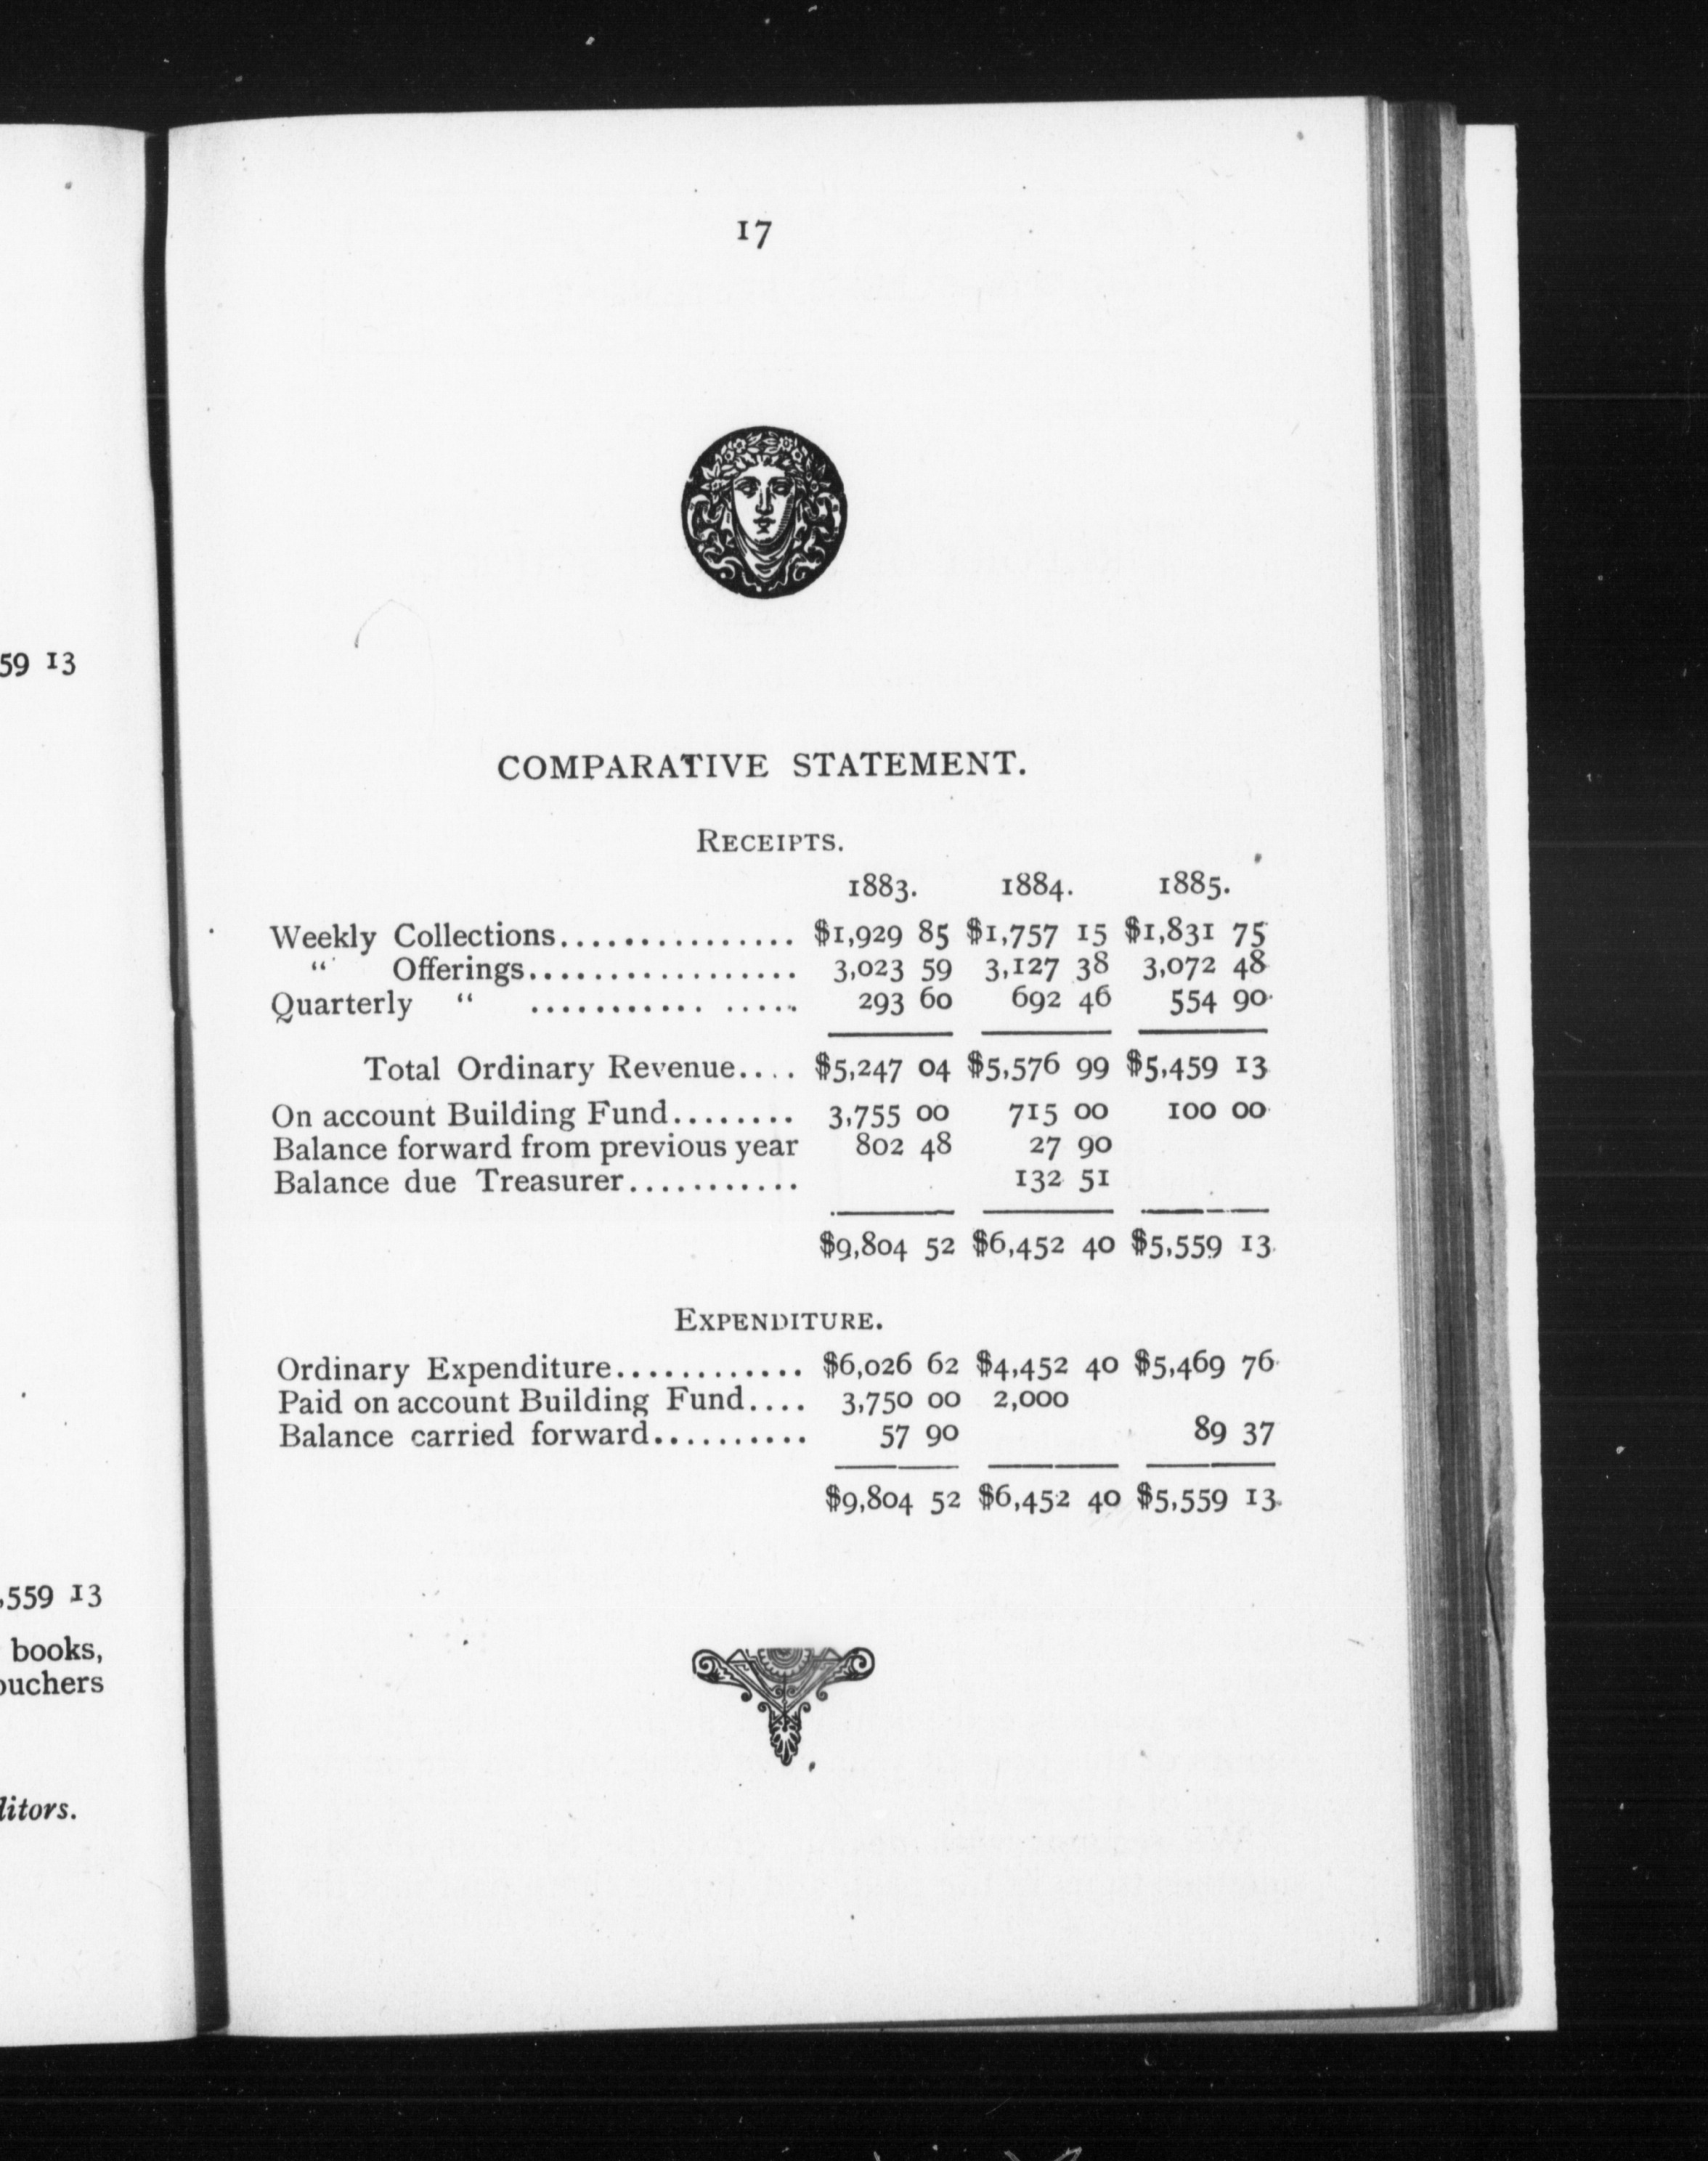 59 13
,559 13
books,
ouchers
litors.
17
COMPARATIVE STATEMENT.
RECEIPTS.
1883. 1884. 1885.
Weekly Collections............... $1,929 85 $1,757 15 $1,831 75
“ Offerings................. 3,023 59 3,127 38 3,072 48
Quarterly “ ........... ..... 293 60 692 46 554 90
Total Ordinary Revenue.... $5,247 04 $5,576 99 $5,459 13
On account Building Fund........ 3,755 00 715 00 100 00
Balance forward from previous year 802 48 27 90
Balance due Treasurer........... 132 51
$9,804 52 $6,452 40 $5,559 13
EXPENDITURE.
Ordinary Expenditure............ $6,026 62 $4,452 40 $5,469 76
Paid on account Building Fund.... 3,750 00 2,000
Balance carried forward.......... 57 90 89 37
$9,804 52 $6,452 40 $5,559 13